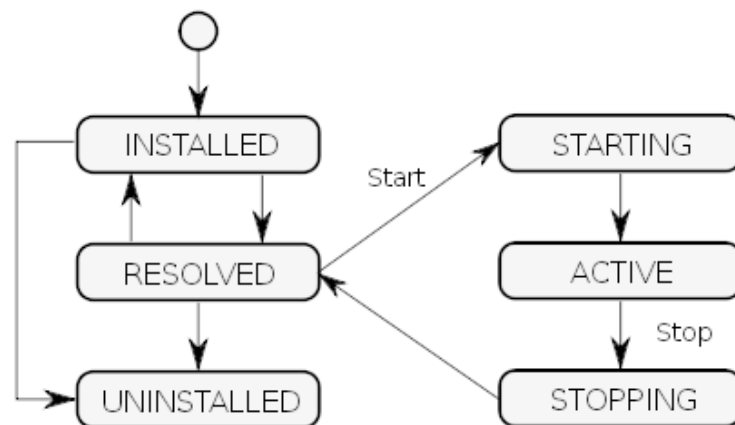 INSTALLED
STARTING
Start
RESOLVED
ACTIVE
Stop
UNINSTALLED
STOPPING